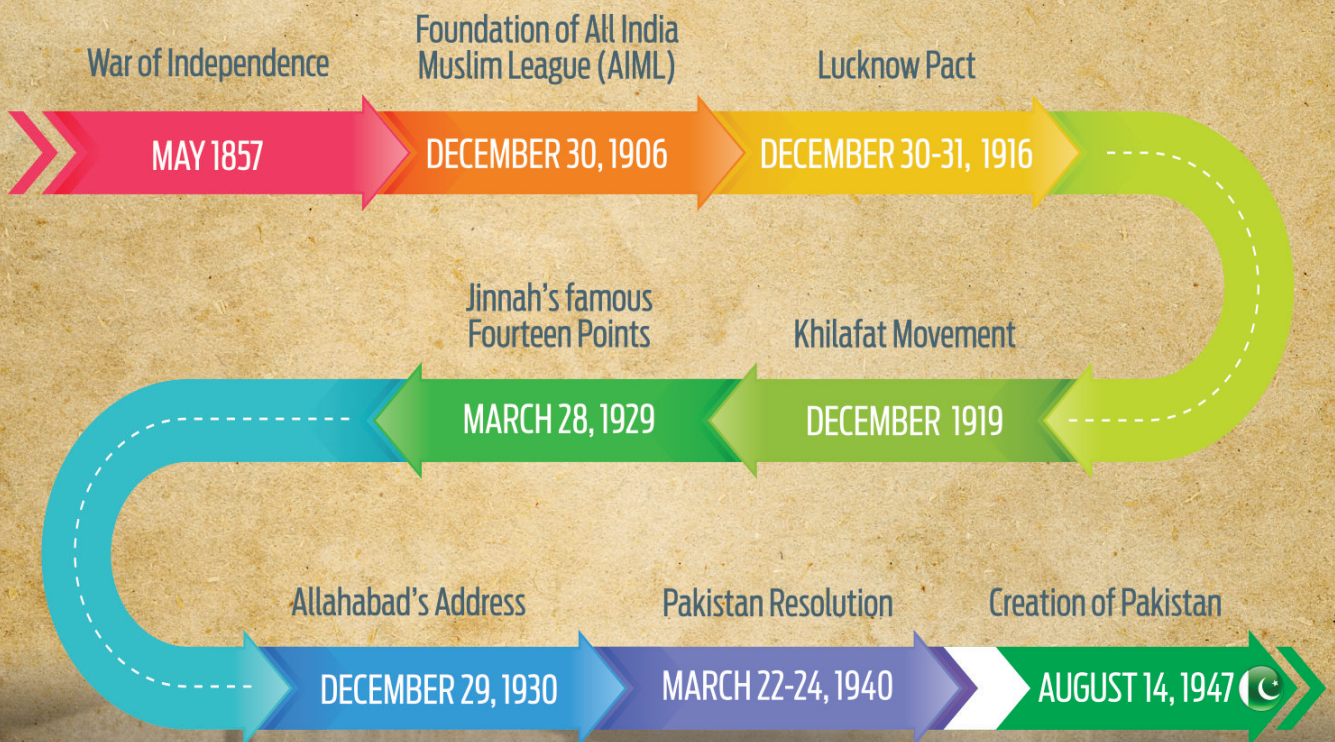 War of Independence
Foundation of All India
Muslim League (AIML)
Lucknow Pact
MAY 1857
DECEMBER 30, 1906
DECEMBER 30-31, 1916
Jinnah's famous
Fourteen Points
Khilafat Movement
MARCH 28, 1929
DECEMBER 1919
Allahabad's Address
Pakistan Resolution
Creation of Pakistan
DECEMBER 29, 1930
MARCH 22-24, 1940
AUGUST 14, 1947